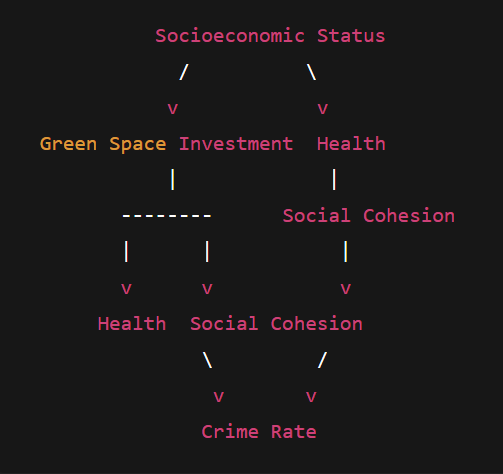 Socioeconomic Status
/ \
v v
Green Space Investment Health
| |
-------- Social Cohesion
| | |
v v v
Health Social Cohesion
\ /
v v
Crime Rate